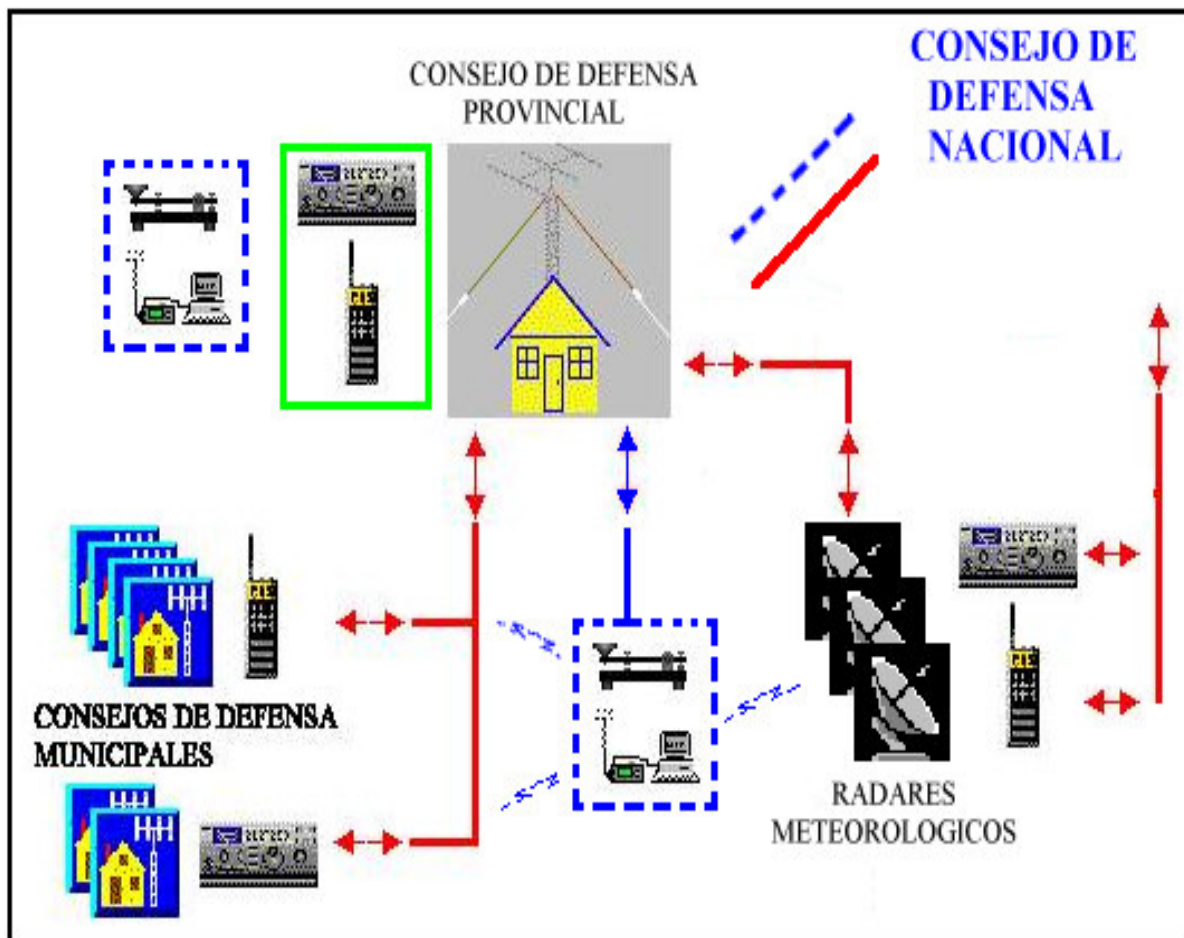 CONSEJO DE DEFENSA
PROVINCIAL
CONSEJO DE
DEFENSA
NACIONAL
CONSEJOS DE DEFENSA
MUNICIPALES
RADARES
METEOROLOGICOS